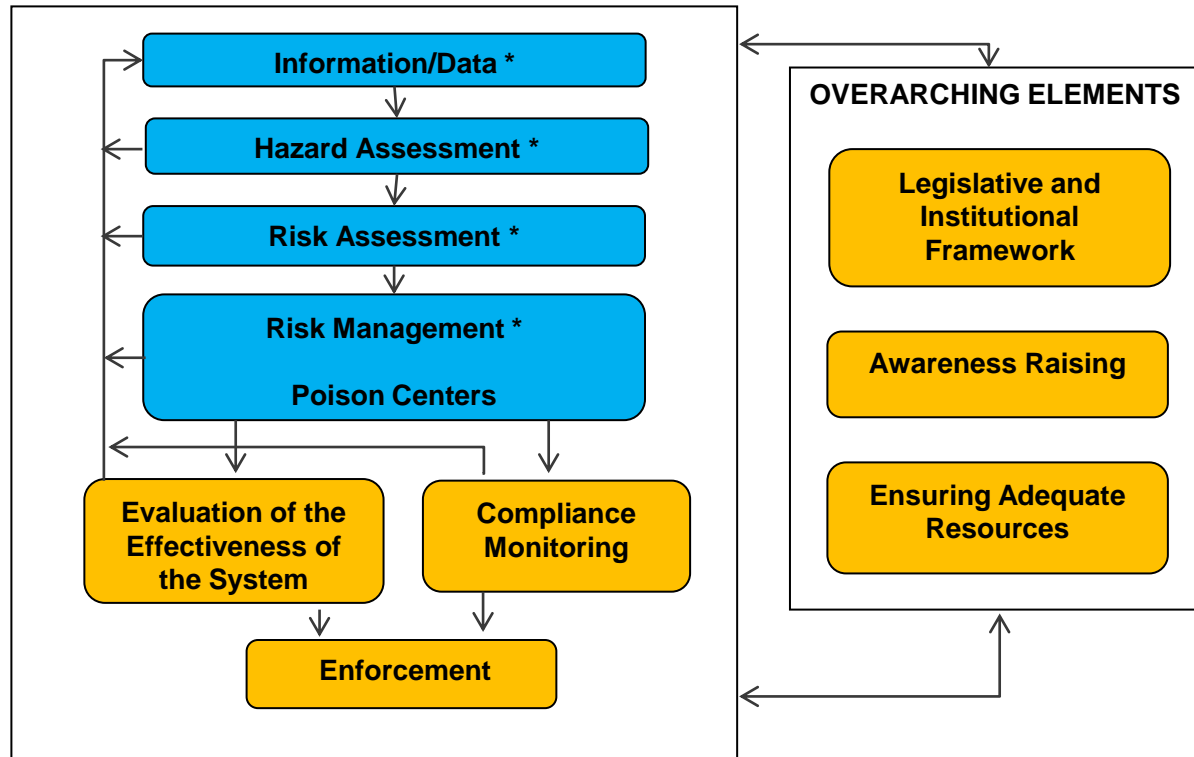 Information/Data *
Hazard Assessment *
Risk Assessment *
Risk Management *
Poison Centers
Evaluation of the
Effectiveness of
the System
Compliance
Monitoring
Enforcement
OVERARCHING ELEMENTS
Legislative and
Institutional
Framework
Awareness Raising
Ensuring Adequate
Resources